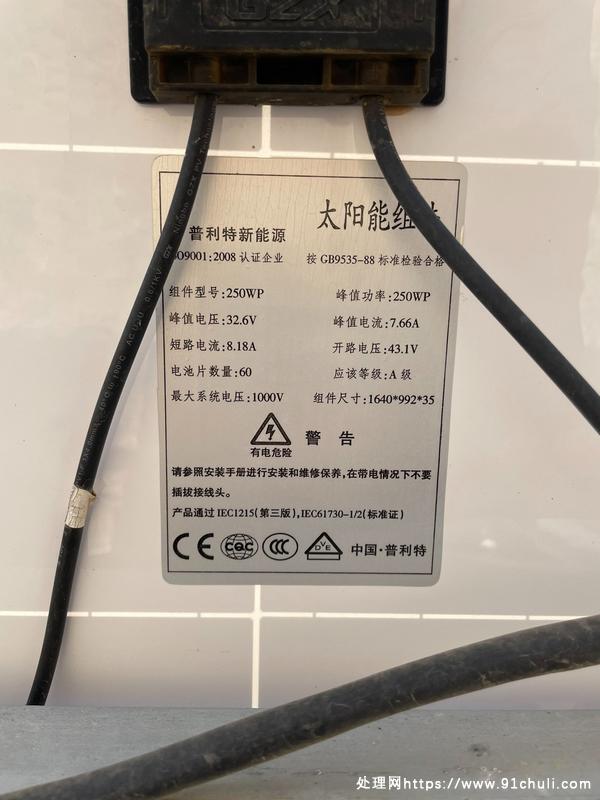 GZX
太阳能组
普利特新能源
9001:2008 认证企业 按 GB9535-88 标准检验合格
组件型号:250WP 峰值功率:250WP
峰值电压:32.6V 峰值电流:7.66A
短路电流:8.18A 开路电压:43.1V
电池片数量:60 应该等级:A 级
最大系统电压:1000V 组件尺寸:1640*992*35
有电危险
警 告
请参照安装手册进行安装和维修保养,在带电情况下不要
插拔接线头。
产品通过 IEC1215(第三版),IEC61730-1/2(标准证)
CE CQC CCC DVE 中国·普利特
处理网https://www.91chuli.com